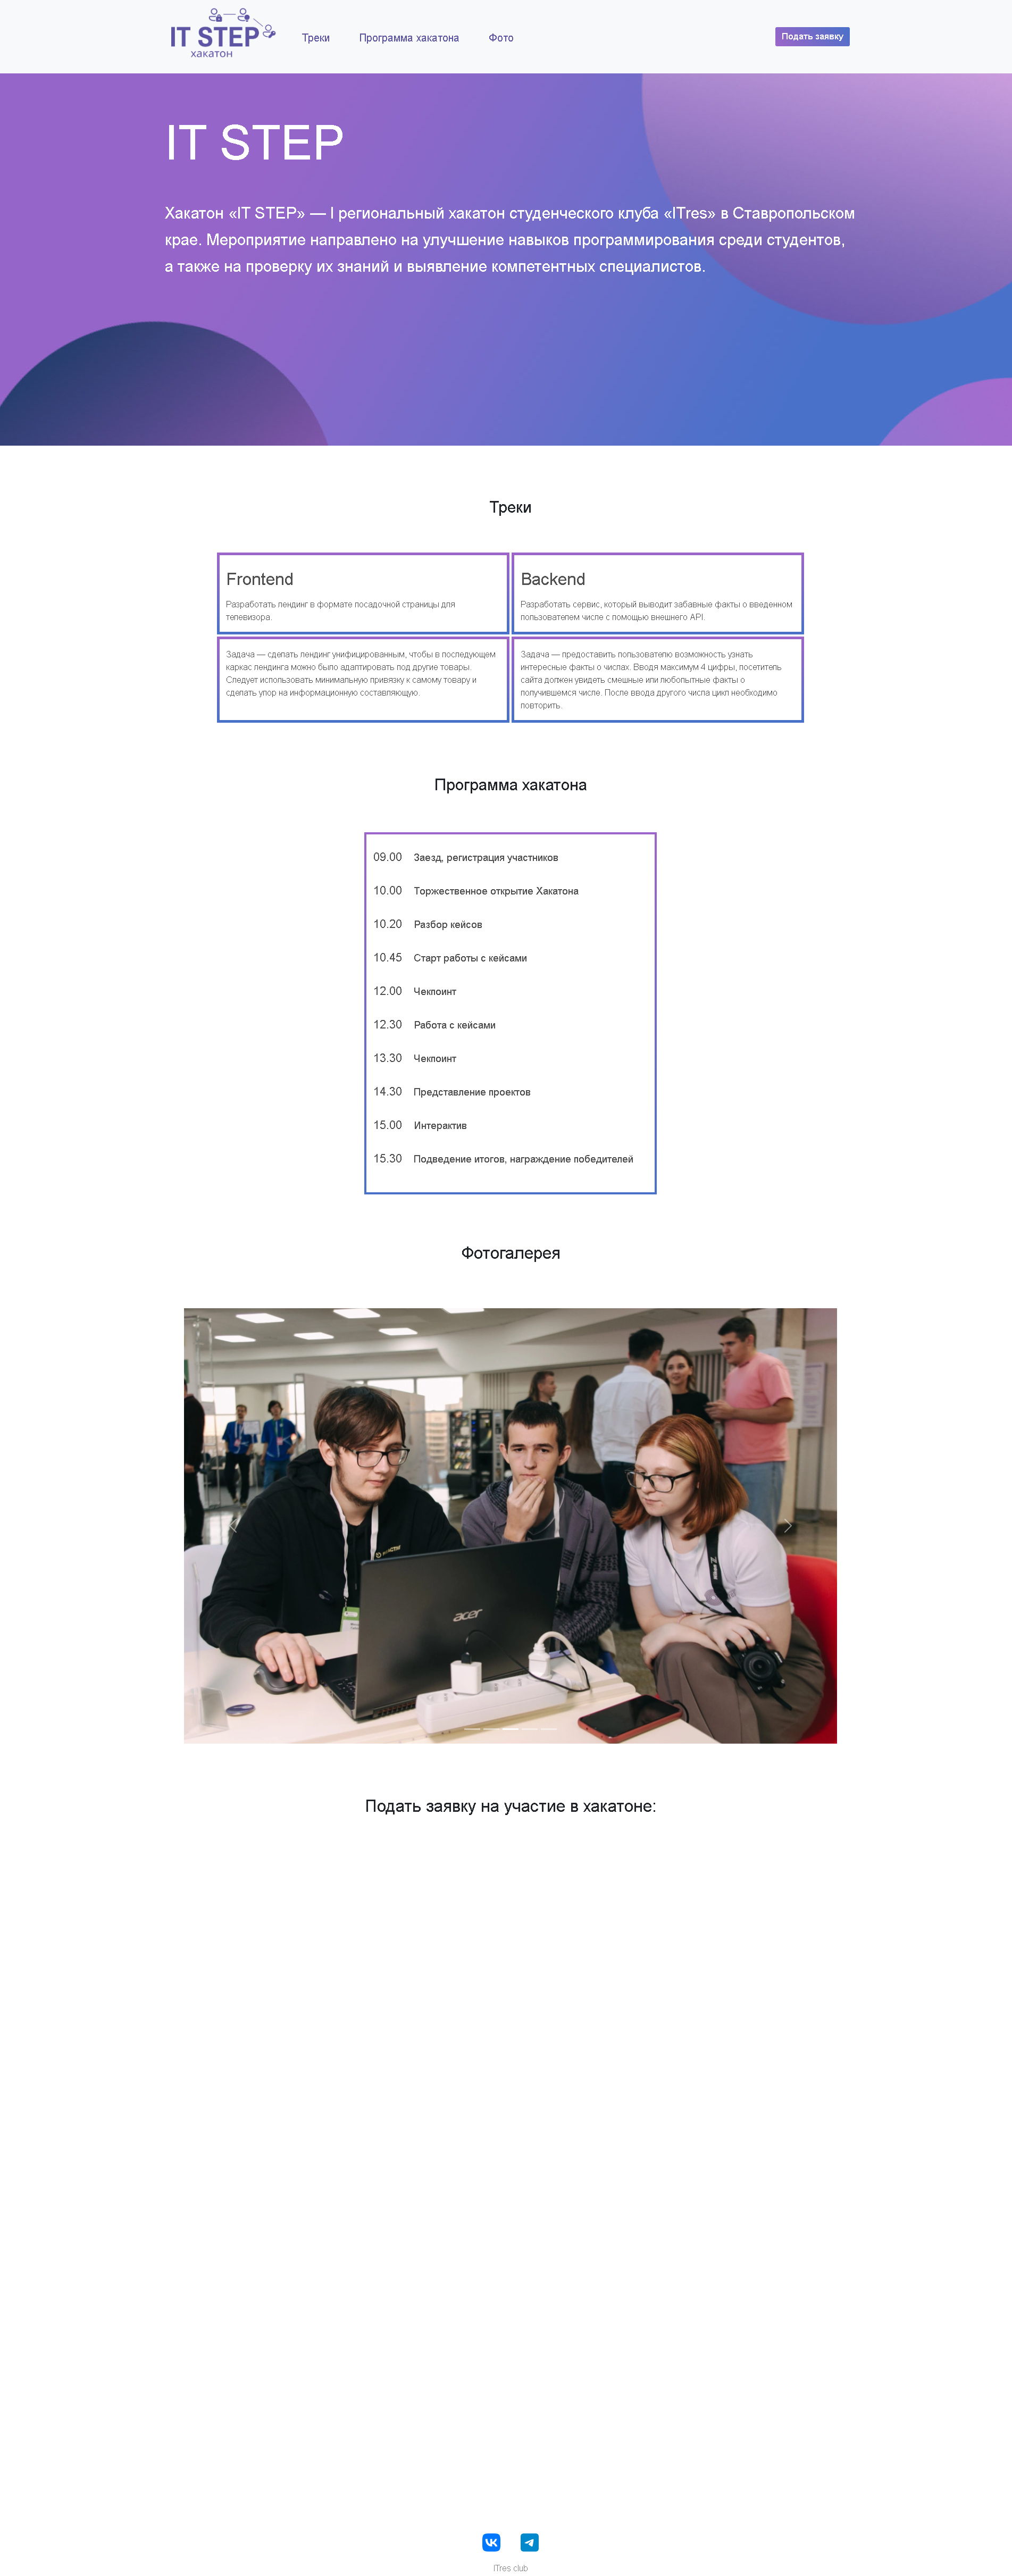 IT STEP
хакатон
Треки
Программа хакатона
Фото
Подать заявку
IT STEP
Хакатон «IT STEP» — I региональный хакатон студенческого клуба «ITres» в Ставропольском
крае. Мероприятие направлено на улучшение навыков программирования среди студентов,
а также на проверку их знаний и выявление компетентных специалистов.
Треки
Frontend
Разработать лендинг в формате посадочной страницы для
телевизора.
Backend
Разработать сервис, который выводит забавные факты о введенном
пользователем числе с помощью внешнего API.
Задача — сделать лендинг унифицированным, чтобы в последующем
каркас лендинга можно было адаптировать под другие товары.
Следует использовать минимальную привязку к самому товару и
сделать упор на информационную составляющую.
Задача — предоставить пользователю возможность узнать
интересные факты о числах. Вводя максимум 4 цифры, посетитель
сайта должен увидеть смешные или любопытные факты о
получившемся числе. После ввода другого числа цикл необходимо
повторить.
Программа хакатона
09.00 Заезд, регистрация участников
10.00 Торжественное открытие Хакатона
10.20 Разбор кейсов
10.45 Старт работы с кейсами
12.00 Чекпоинт
12.30 Работа с кейсами
13.30 Чекпоинт
14.30 Представление проектов
15.00 Интерактив
15.30 Подведение итогов, награждение победителей
Фотогалерея
acer
Подать заявку на участие в хакатоне:
ITres club